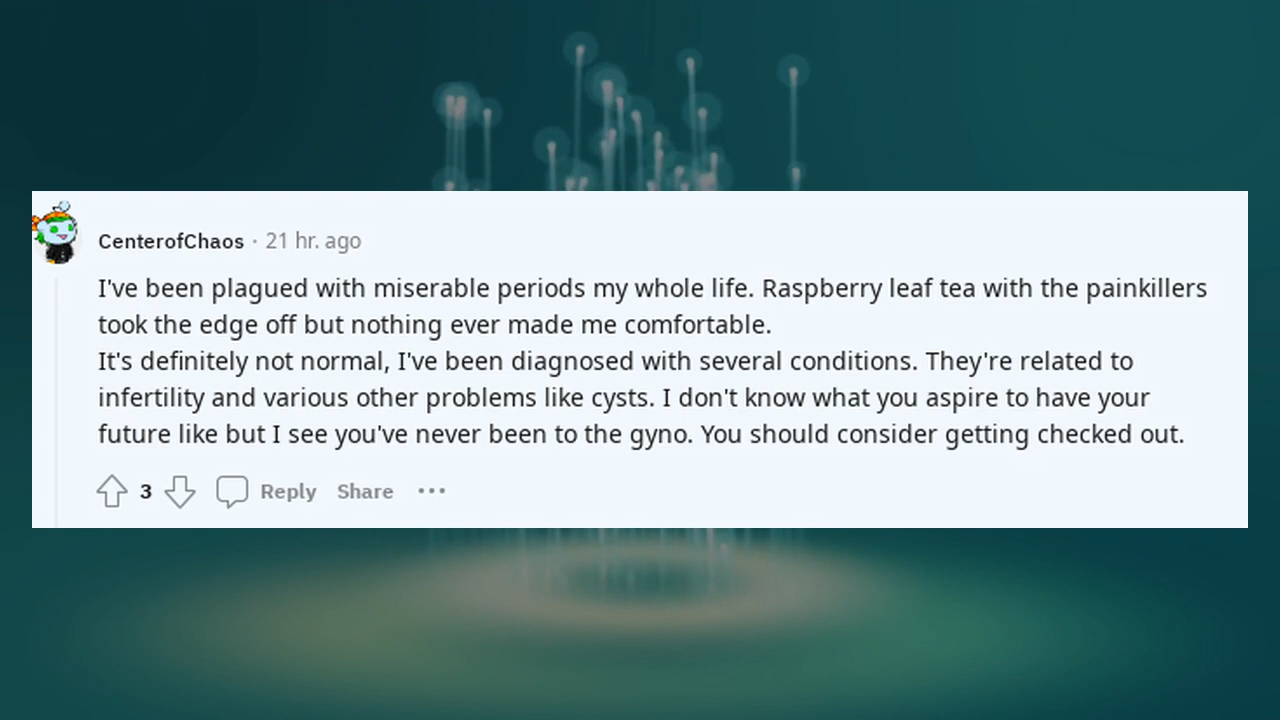 CenterofChaos · 21 hr. ago
I've been plagued with miserable periods my whole life. Raspberry leaf tea with the painkillers
took the edge off but nothing ever made me comfortable.
It's definitely not normal, I've been diagnosed with several conditions. They're related to
infertility and various other problems like cysts. I don't know what you aspire to have your
future like but I see you've never been to the gyno. You should consider getting checked out.
3 Reply Share •••